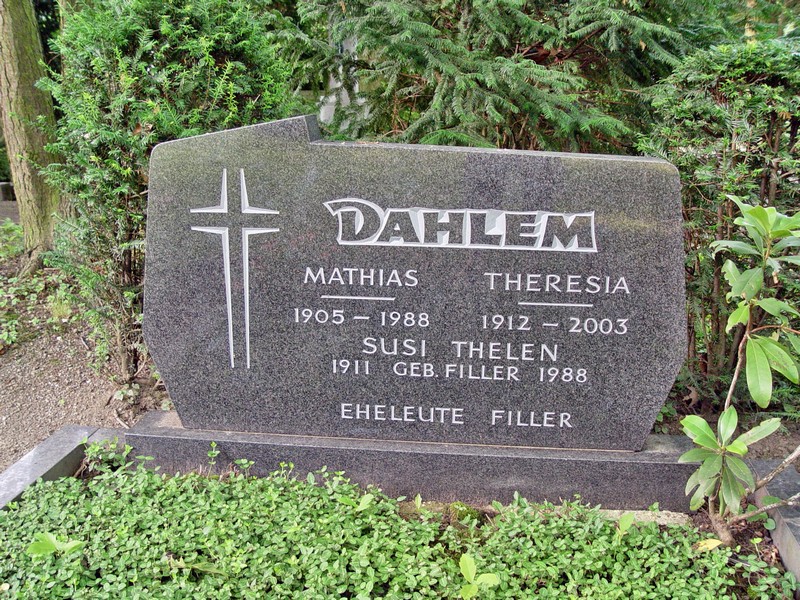 DAHLEM
MATHIAS THERESIA
1905 – 1988 1912 – 2003
SUSI THELEN
1911 GEB. FILLER 1988
EHELEUTE FILLER